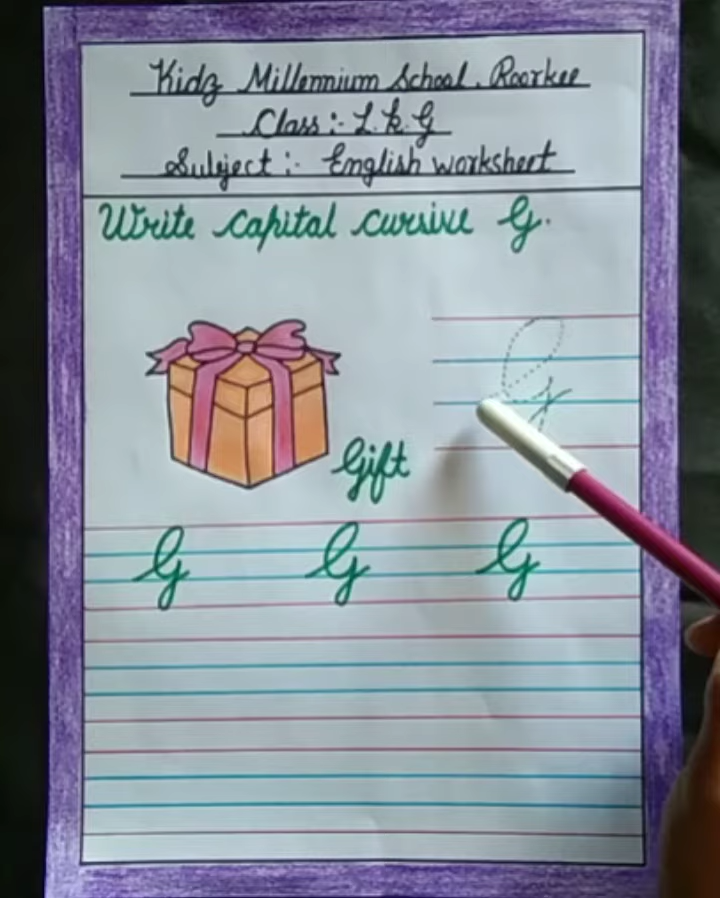 Kidz Millennium School, Roorkee
Class :- L.K.G
Subject :- English worksheet
Write capital cursive G.
G
Gift
G G G